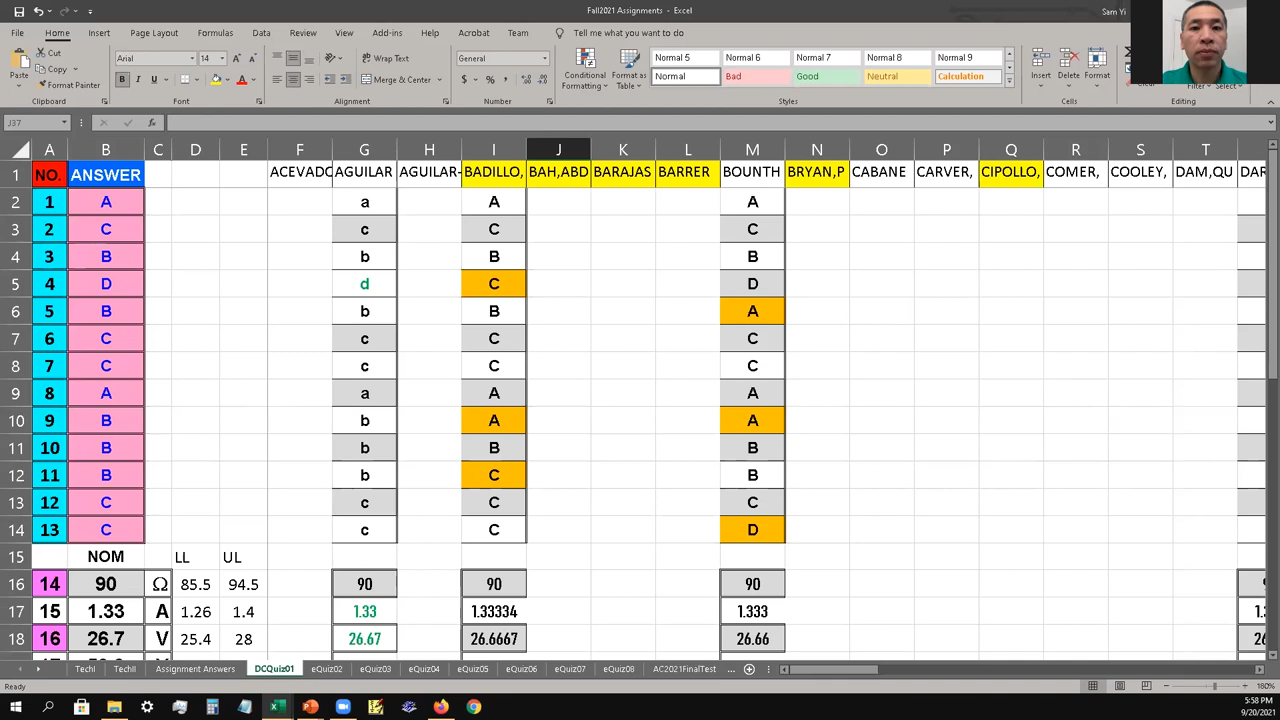 Fall2021 Assignments - Excel
Sam Yi
File Home Insert Page Layout Formulas Data Review View Add-ins Help Acrobat Team Tell me what you want to do
Cut
Copy
Format Painter
Paste
Arial 14
B I U
Wrap Text
Merge & Center
General
$ % ,
Conditional Formatting
Format as Table
Normal 5 Normal 6 Normal 7 Normal 8 Normal 9
Normal Bad Good Neutral Calculation
Insert Delete Format
Clipboard Font Alignment Number Styles Cells Editing
J37 fx
A B C D E F G H I J K L M N O P Q R S T
1 NO. ANSWER ACEVADO AGUILAR AGUILAR- BADILLO, BAH,ABD BARAJAS BARRER BOUNTH BRYAN,P CABANE CARVER, CIPOLLO, COMER, COOLEY, DAM,QU DAR
2 1 A a A A
3 2 C c C C
4 3 B b B B
5 4 D d C D
6 5 B b B A
7 6 C c C C
8 7 C c C C
9 8 A a A A
10 9 B b A A
11 10 B b B B
12 11 B b C B
13 12 C c C C
14 13 C c C D
15 NOM LL UL
16 14 90 Ω 85.5 94.5 90 90 90
17 15 1.33 A 1.26 1.4 1.33 1.33334 1.333
18 16 26.7 V 25.4 28 26.67 26.6667 26.66
TechI TechII Assignment Answers DCQuiz01 eQuiz02 eQuiz03 eQuiz04 eQuiz05 eQuiz06 eQuiz07 eQuiz08 AC2021FinalTest ...
Ready
180%
5:58 PM
9/20/2021